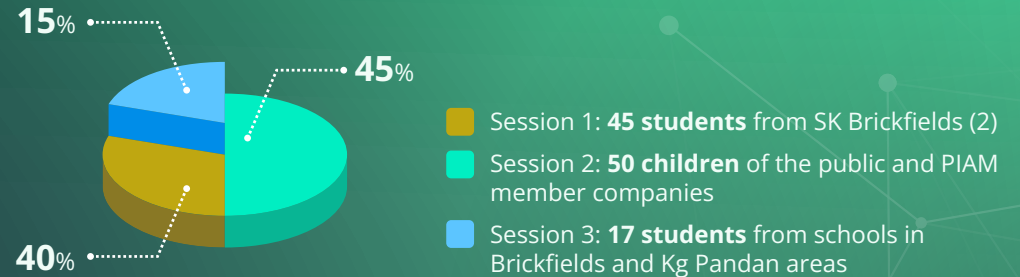 15%
45%
40%
Session 1: 45 students from SK Brickfields (2)
Session 2: 50 children of the public and PIAM
member companies
Session 3: 17 students from schools in
Brickfields and Kg Pandan areas